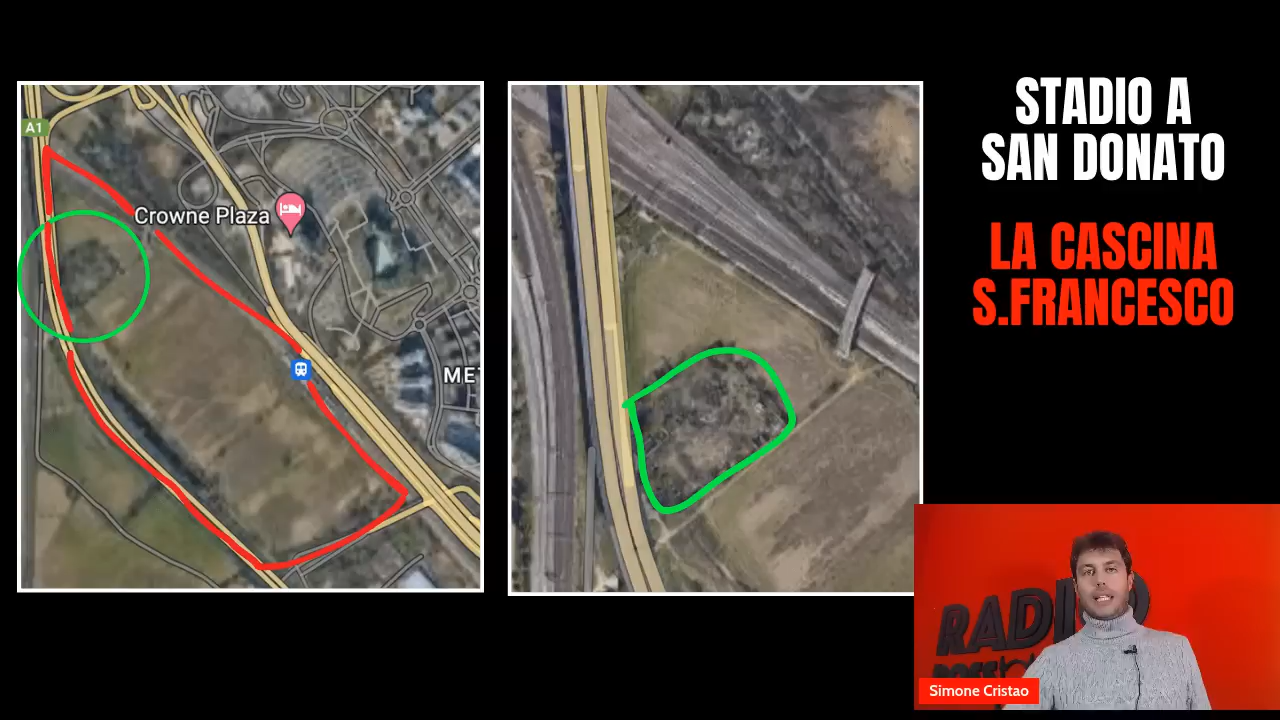 A1
Crowne Plaza
MET
STADIO A
SAN DONATO
LA CASCINA
S.FRANCESCO
RADIO
Simone Cristao